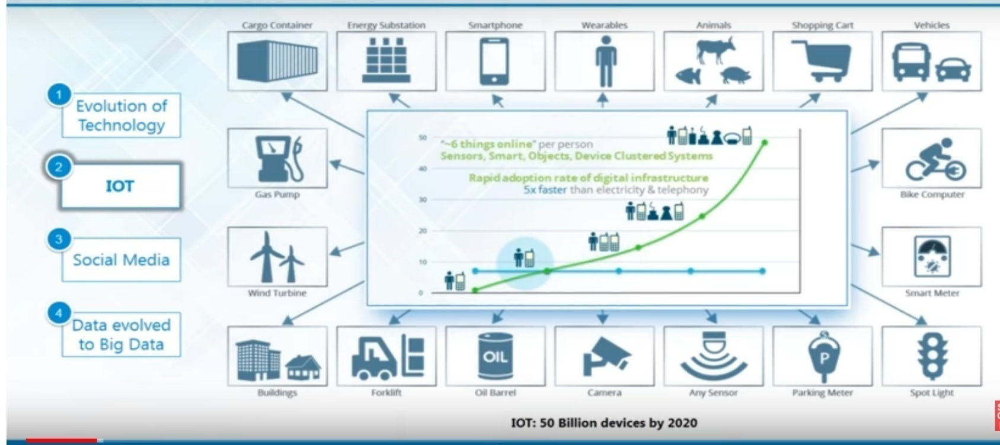 Cargo Container
Energy Substation
Smartphone
Wearables
Animals
Shopping Cart
Vehicles
1
Evolution of
Technology
2
IOT
3
Social Media
4
Data evolved
to Big Data
Gas Pump
Wind Turbine
50
40
30
20
10
0
"~6 things online" per person
Sensors, Smart, Objects, Device Clustered Systems
Rapid adoption rate of digital infrastructure
5x faster than electricity & telephony
Bike Computer
Smart Meter
OIL
S
P
Buildings
Forklift
Oil Barrel
Camera
Any Sensor
Parking Meter
Spot Light
IOT: 50 Billion devices by 2020